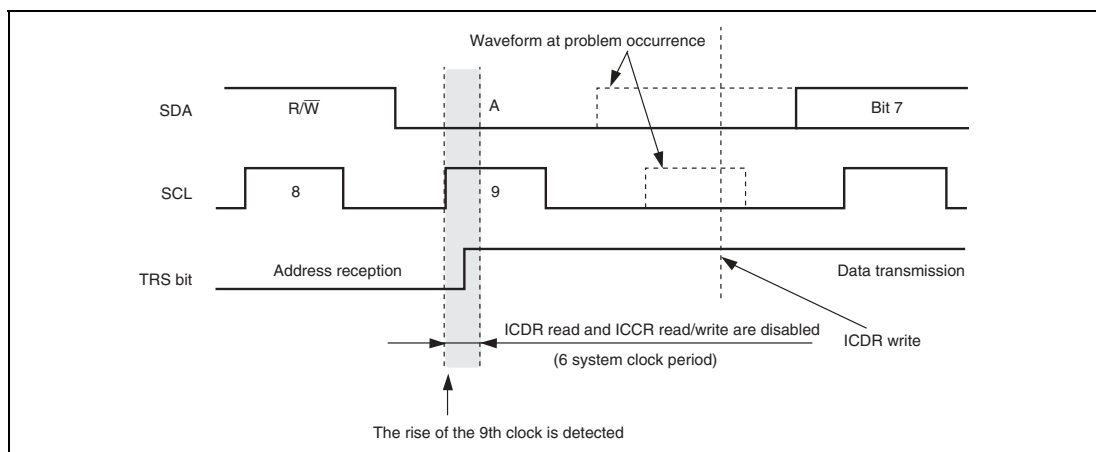 Waveform at problem occurrence
SDA
R/W̅
A
Bit 7
SCL
8
9
TRS bit
Address reception
Data transmission
ICDR read and ICCR read/write are disabled
(6 system clock period)
ICDR write
The rise of the 9th clock is detected